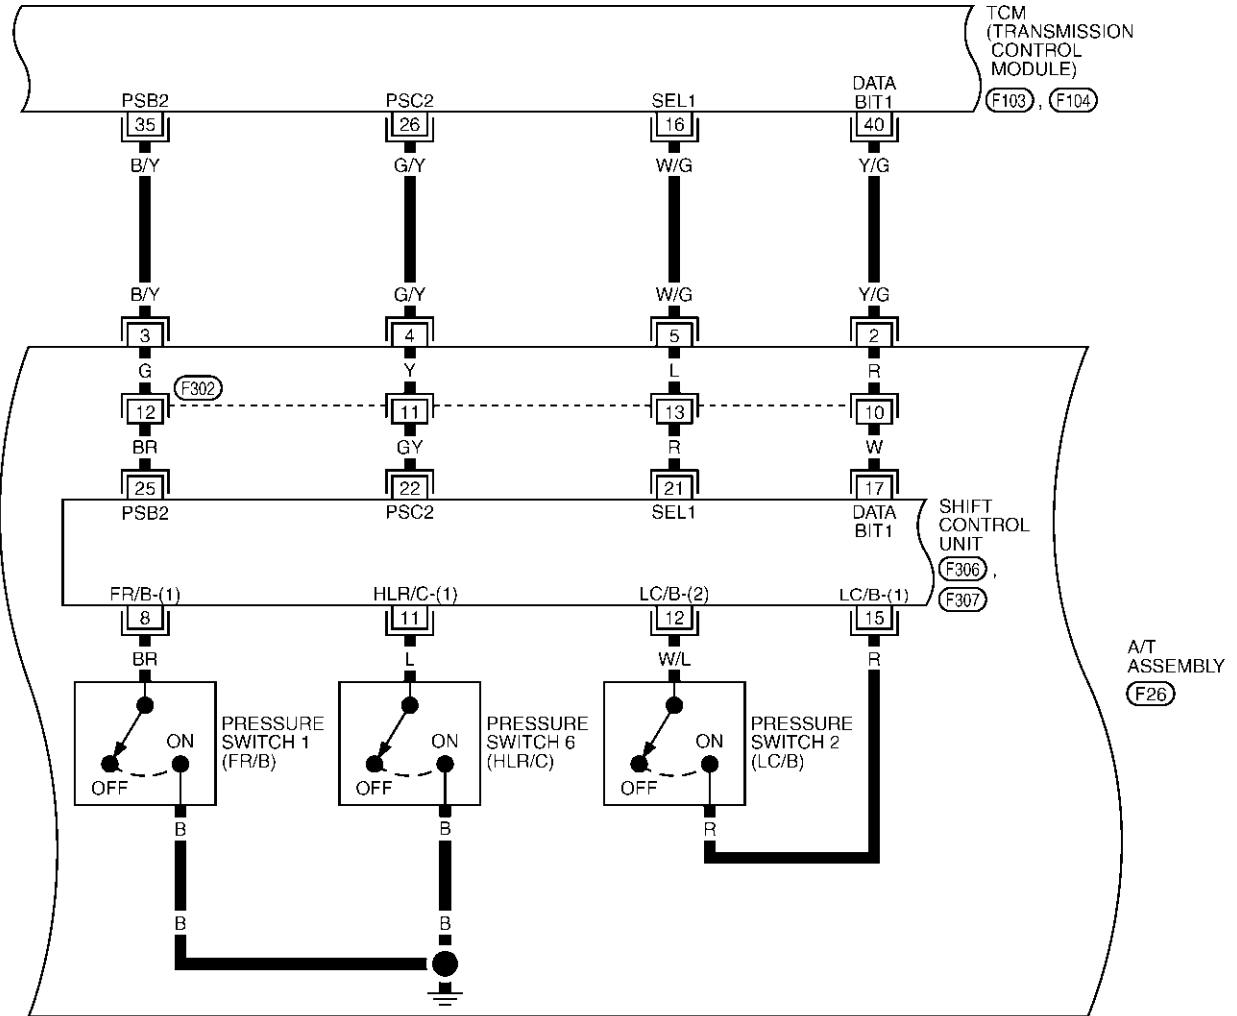 TCM
(TRANSMISSION
CONTROL
MODULE)
F103 , F104
PSB2 PSC2 SEL1 DATA
BIT1
35 26 16 40
B/Y G/Y W/G Y/G
B/Y G/Y W/G Y/G
3 4 5 2
G Y L R
F302
12 11 13 10
BR GY R W
25 22 21 17
PSB2 PSC2 SEL1 DATA
BIT1
SHIFT
CONTROL
UNIT
F306 ,
F307
FR/B-(1) HLR/C-(1) LC/B-(2) LC/B-(1)
8 11 12 15
BR L W/L R
A/T
ASSEMBLY
F26
ON
OFF
PRESSURE
SWITCH 1
(FR/B)
ON
OFF
PRESSURE
SWITCH 6
(HLR/C)
ON
OFF
PRESSURE
SWITCH 2
(LC/B)
B B R
B B